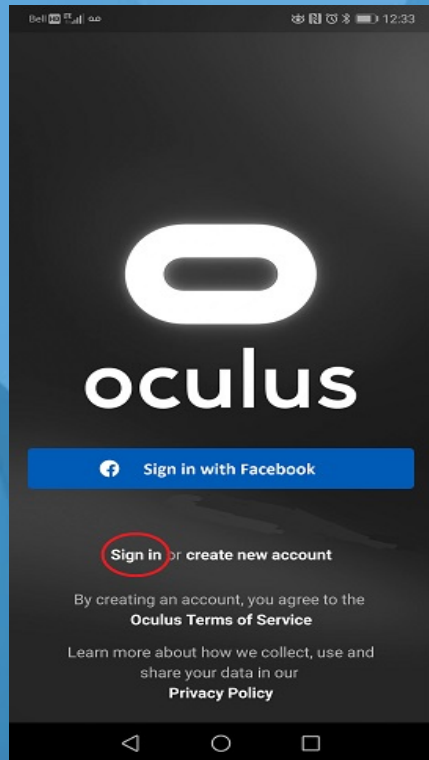 Bell HD 12:33
oculus
Sign in with Facebook
Sign in or create new account
By creating an account, you agree to the
Oculus Terms of Service
Learn more about how we collect, use and
share your data in our
Privacy Policy